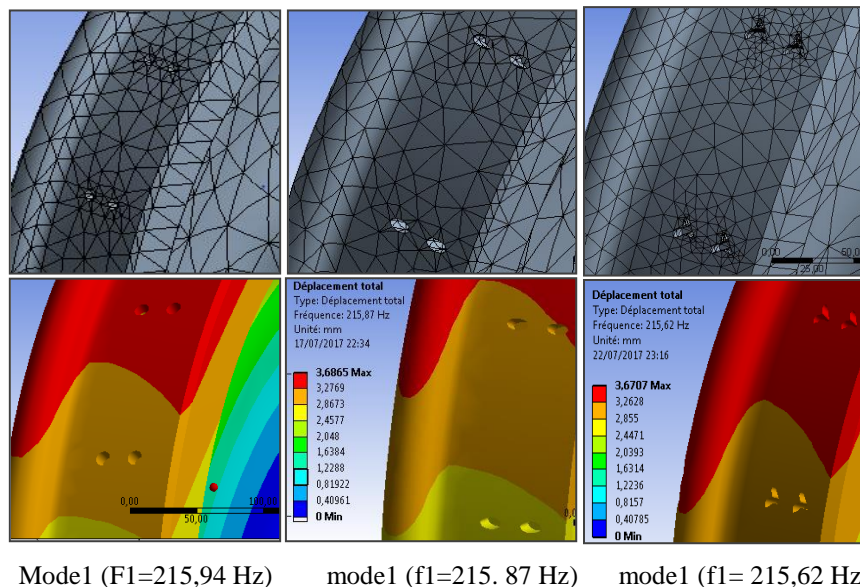 0,00
60,0
25,00
0,00
100,00
50,00
Déplacement total
Type: Déplacement total
Fréquence: 215,87 Hz
Unité: mm
17/07/2017 22:34
3,6865 Max
3,2769
2,8673
2,4577
2,048
1,6384
1,2288
0,81922
0,40961
0 Min
Déplacement total
Type: Déplacement total
Fréquence: 215,62 Hz
Unité: mm
22/07/2017 23:16
3,6707 Max
3,2628
2,855
2,4471
2,0393
1,6314
1,2236
0,8157
0,40785
0 Min
Mode1 (F1=215,94 Hz)
mode1 (f1=215. 87 Hz)
mode1 (f1= 215,62 Hz